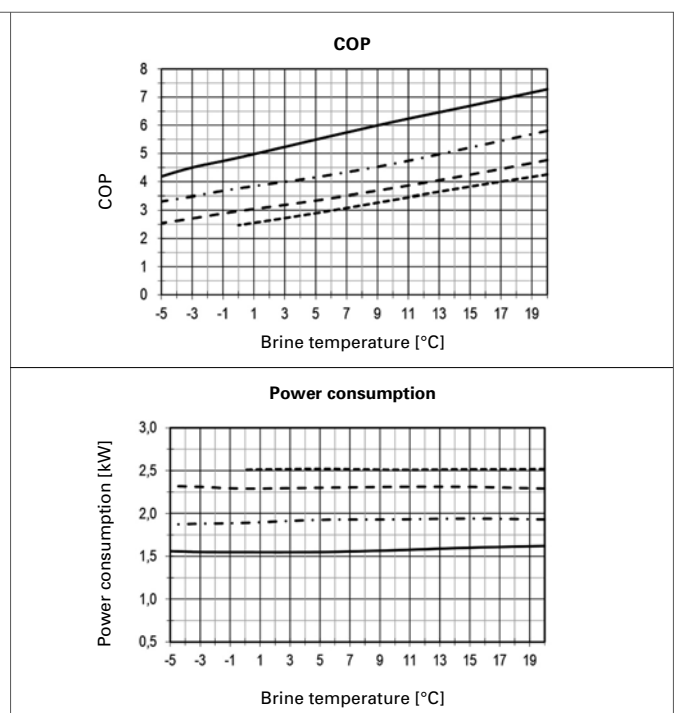 COP
8
7
6
5
4
3
2
1
0
COP
-5 -3 -1 1 3 5 7 9 11 13 15 17 19
Brine temperature [°C]
Power consumption
3,0
2,5
2,0
1,5
1,0
0,5
Power consumption [kW]
-5 -3 -1 1 3 5 7 9 11 13 15 17 19
Brine temperature [°C]